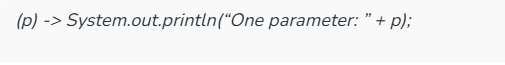 (p) -> System.out.println(“One parameter: ” + p);